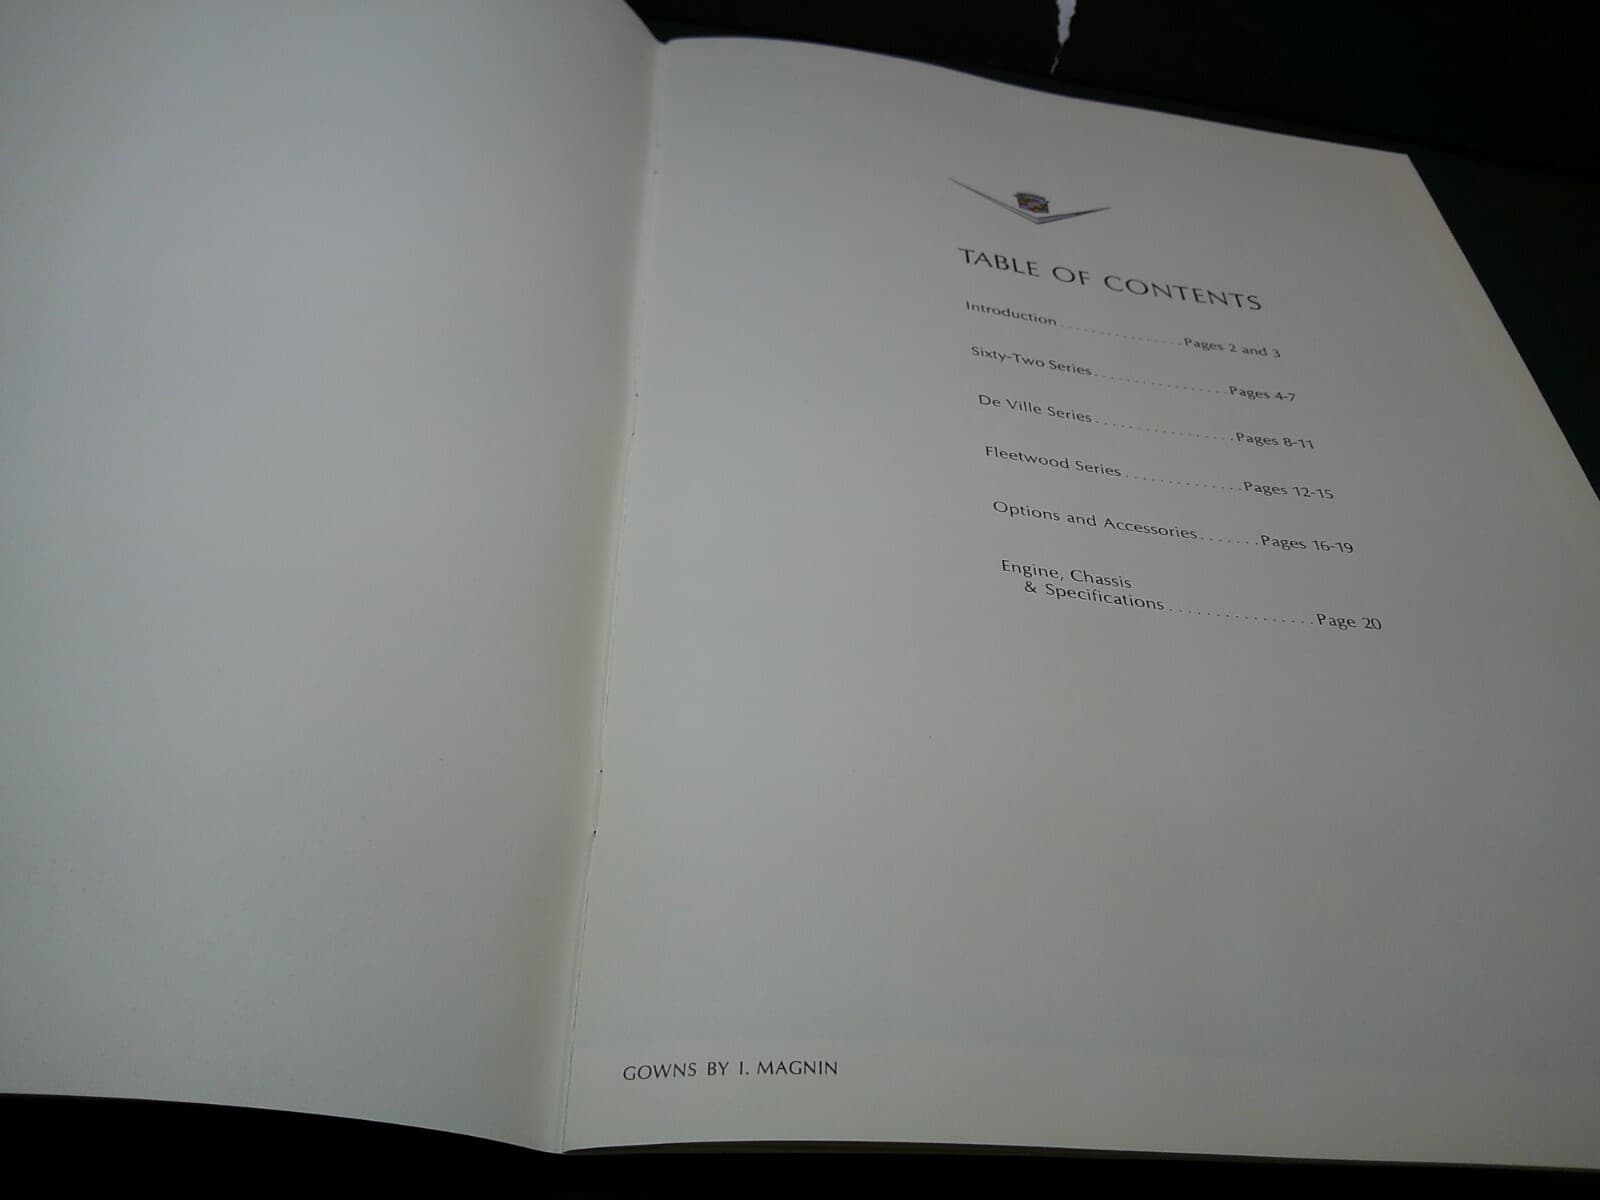 TABLE OF CONTENTS
Introduction................Pages 2 and 3
Sixty-Two Series.................Pages 4-7
De Ville Series.................Pages 8-11
Fleetwood Series..............Pages 12-15
Options and Accessories.......Pages 16-19
Engine, Chassis
& Specifications................Page 20
GOWNS BY I. MAGNIN